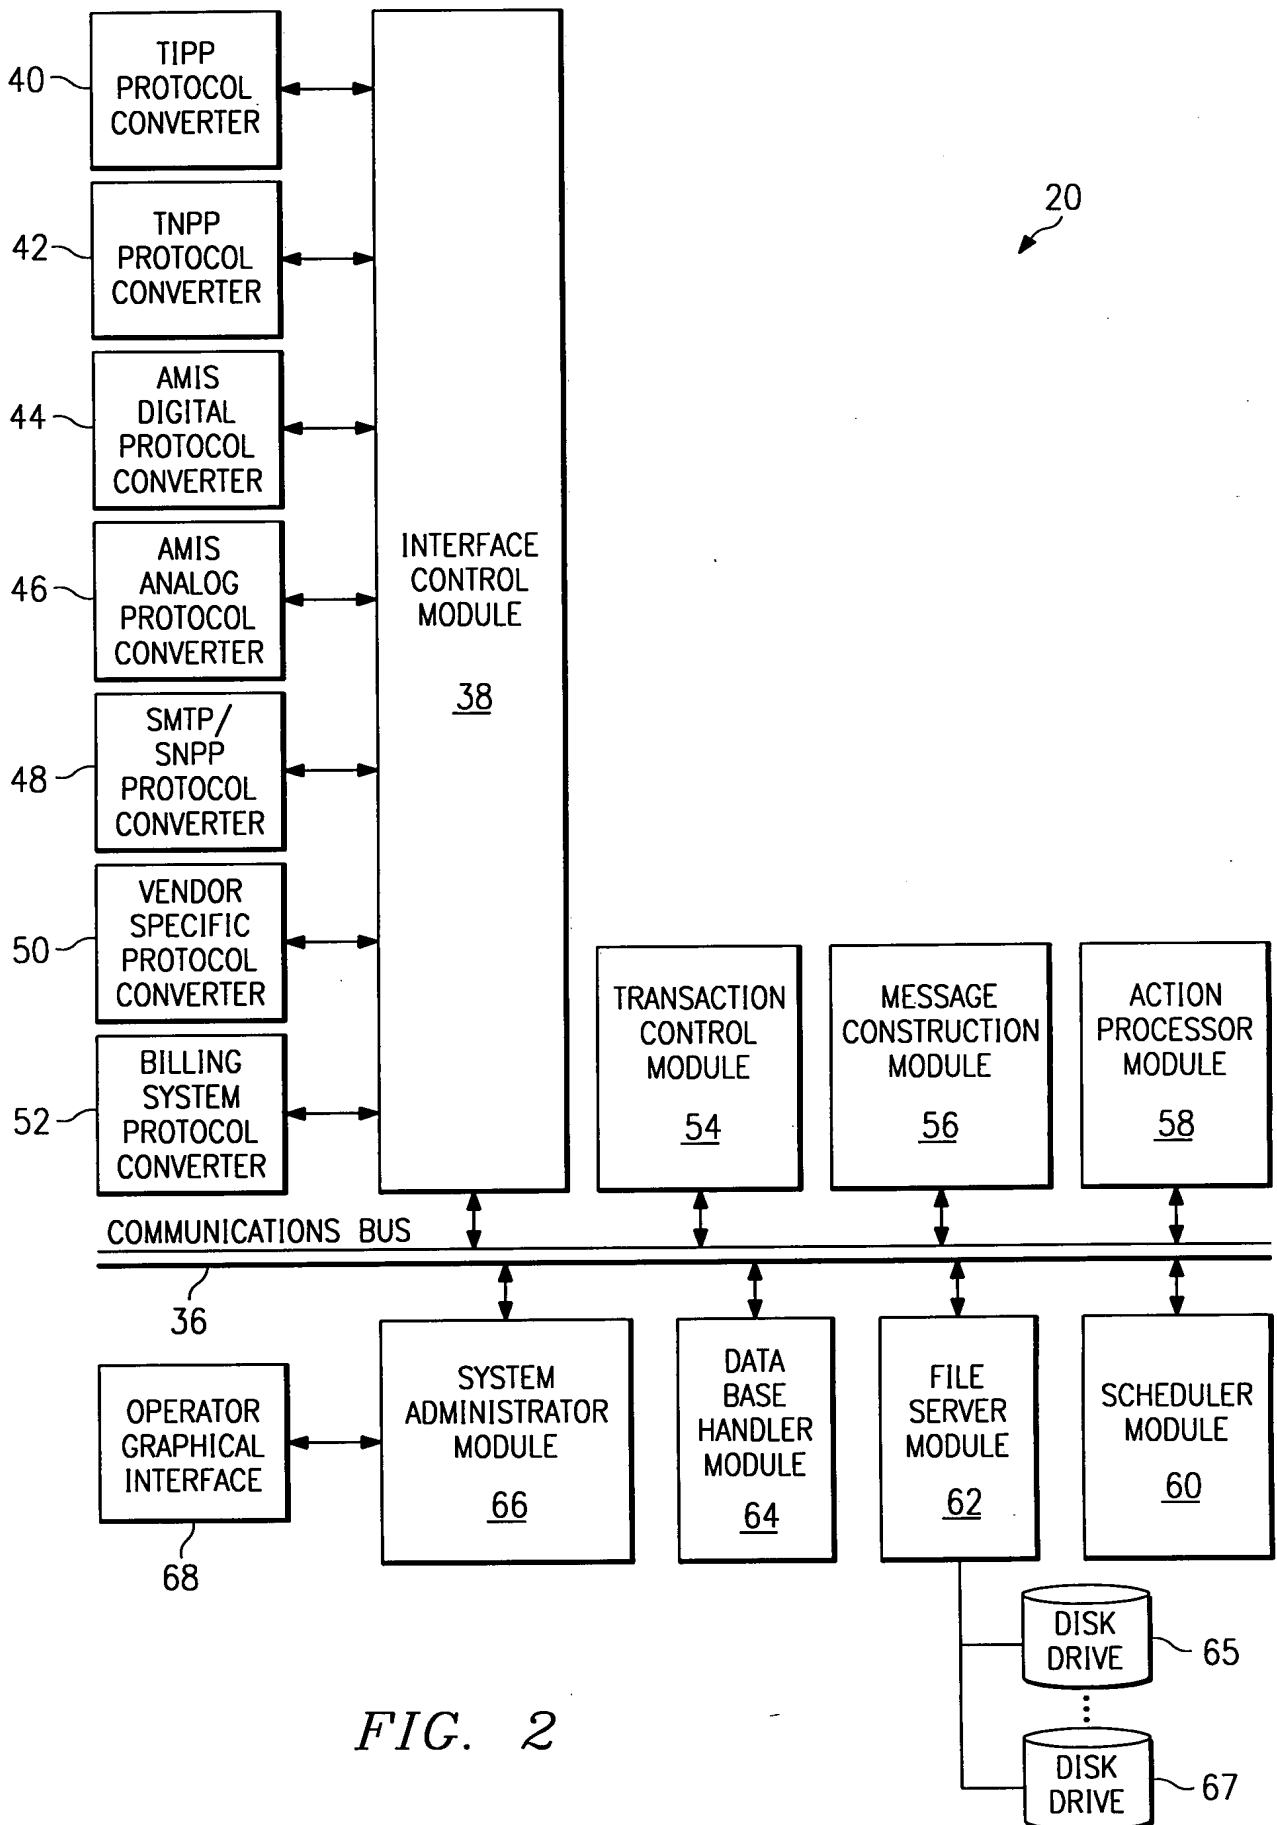 TIPP
PROTOCOL
CONVERTER
40
TNPP
PROTOCOL
CONVERTER
42
AMIS
DIGITAL
PROTOCOL
CONVERTER
44
AMIS
ANALOG
PROTOCOL
CONVERTER
46
SMTP/
SNPP
PROTOCOL
CONVERTER
48
VENDOR
SPECIFIC
PROTOCOL
CONVERTER
50
BILLING
SYSTEM
PROTOCOL
CONVERTER
52
INTERFACE
CONTROL
MODULE
38
20
TRANSACTION
CONTROL
MODULE
54
MESSAGE
CONSTRUCTION
MODULE
56
ACTION
PROCESSOR
MODULE
58
COMMUNICATIONS BUS
36
OPERATOR
GRAPHICAL
INTERFACE
68
SYSTEM
ADMINISTRATOR
MODULE
66
DATA
BASE
HANDLER
MODULE
64
FILE
SERVER
MODULE
62
SCHEDULER
MODULE
60
DISK
DRIVE
65
DISK
DRIVE
67
FIG. 2